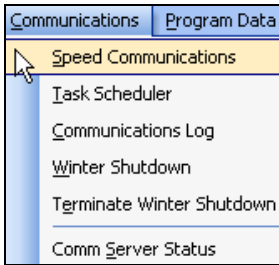 Communications Program Data
Speed Communications
Task Scheduler
Communications Log
Winter Shutdown
Terminate Winter Shutdown
Comm Server Status